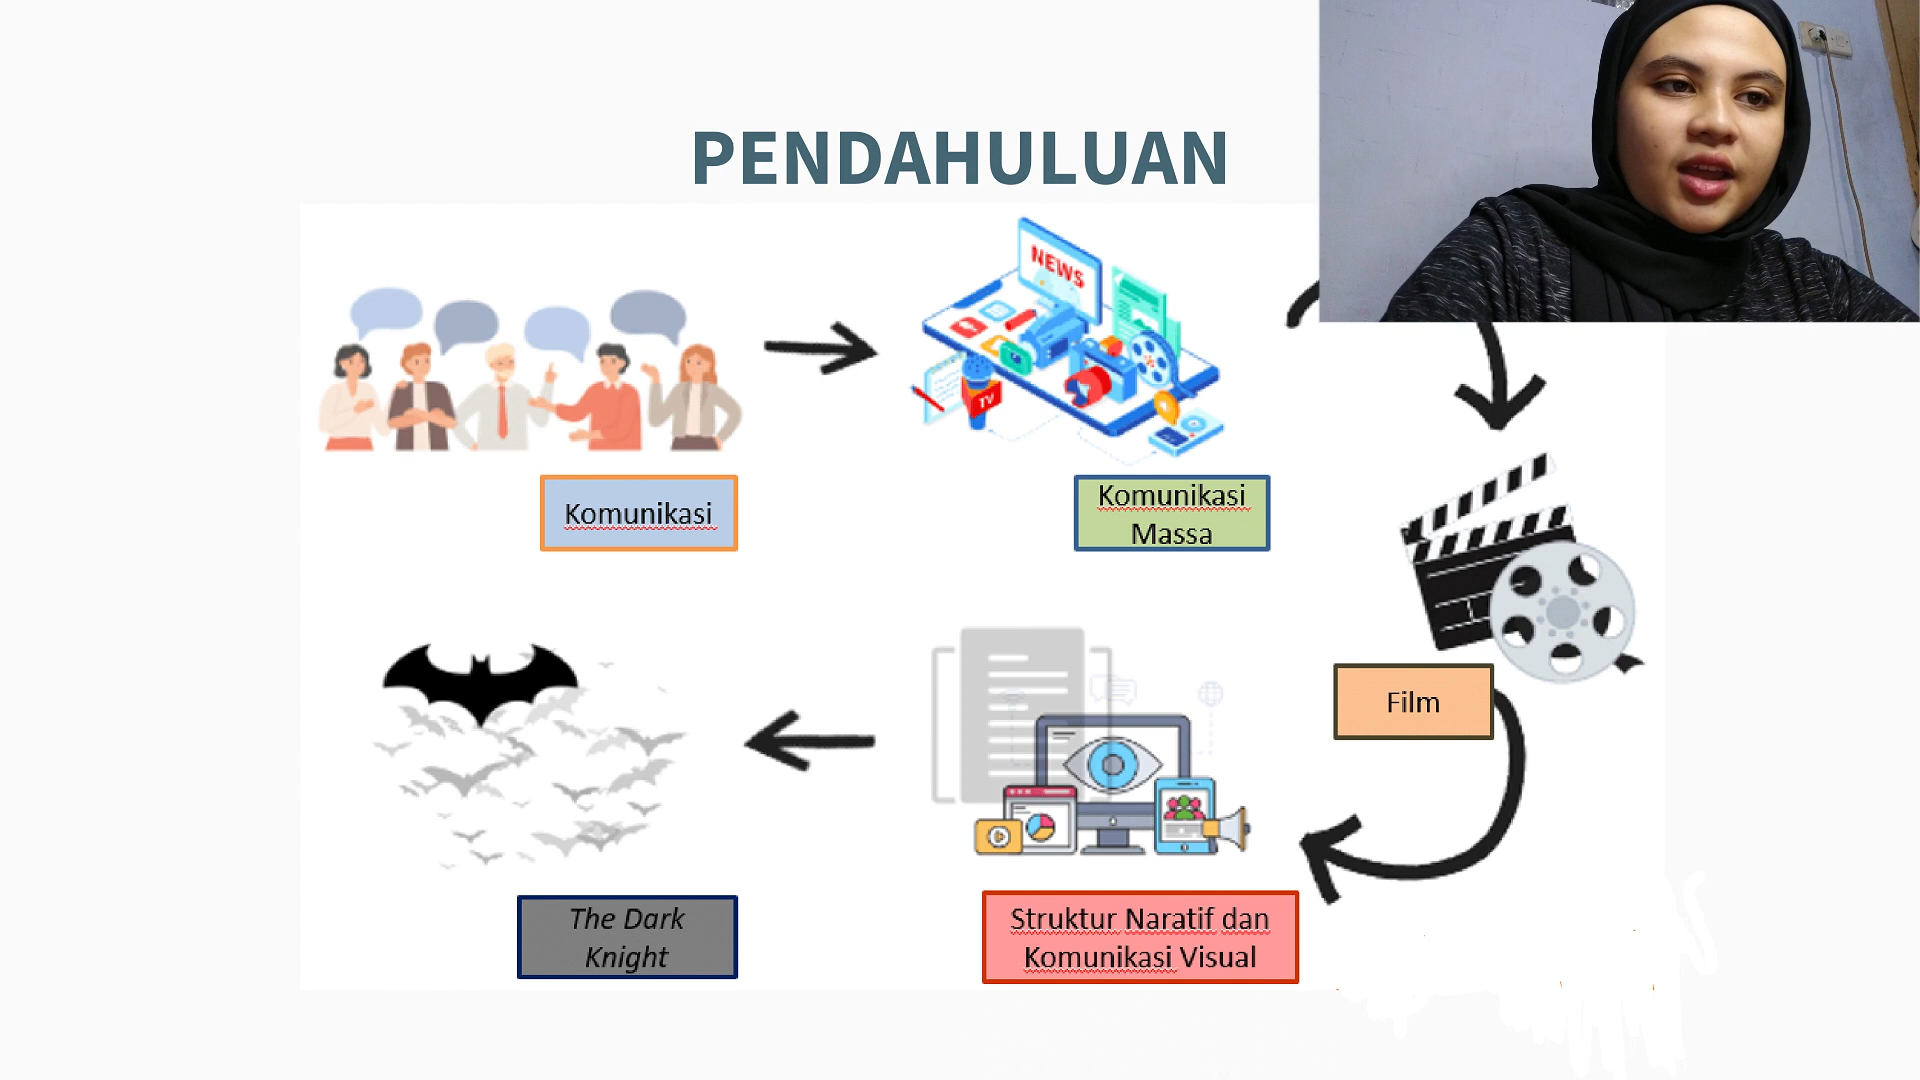 PENDAHULUAN
NEWS
TV
Komunikasi
Komunikasi
Massa
Film
The Dark
Knight
Struktur Naratif dan
Komunikasi Visual